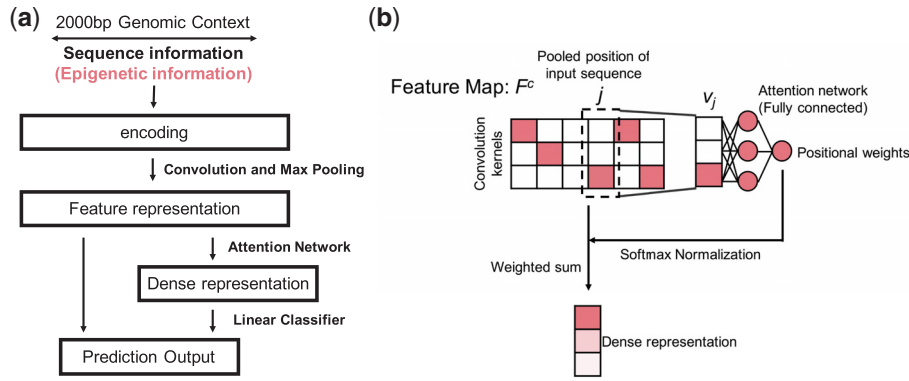 (a)
2000bp Genomic Context
Sequence information
(Epigenetic information)
encoding
Convolution and Max Pooling
Feature representation
Attention Network
Dense representation
Linear Classifier
Prediction Output
(b)
Pooled position of
input sequence
j
Feature Map: Fᶜ
Convolution
kernels
vⱼ
Attention network
(Fully connected)
Positional weights
Softmax Normalization
Weighted sum
Dense representation